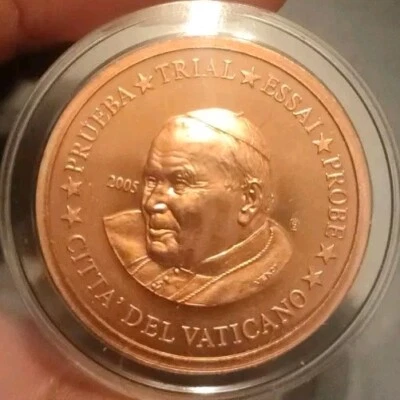 PRUEBA ★ TRIAL ★ ESSAI ★ PROBE
2005
CITTA' DEL VATICANO